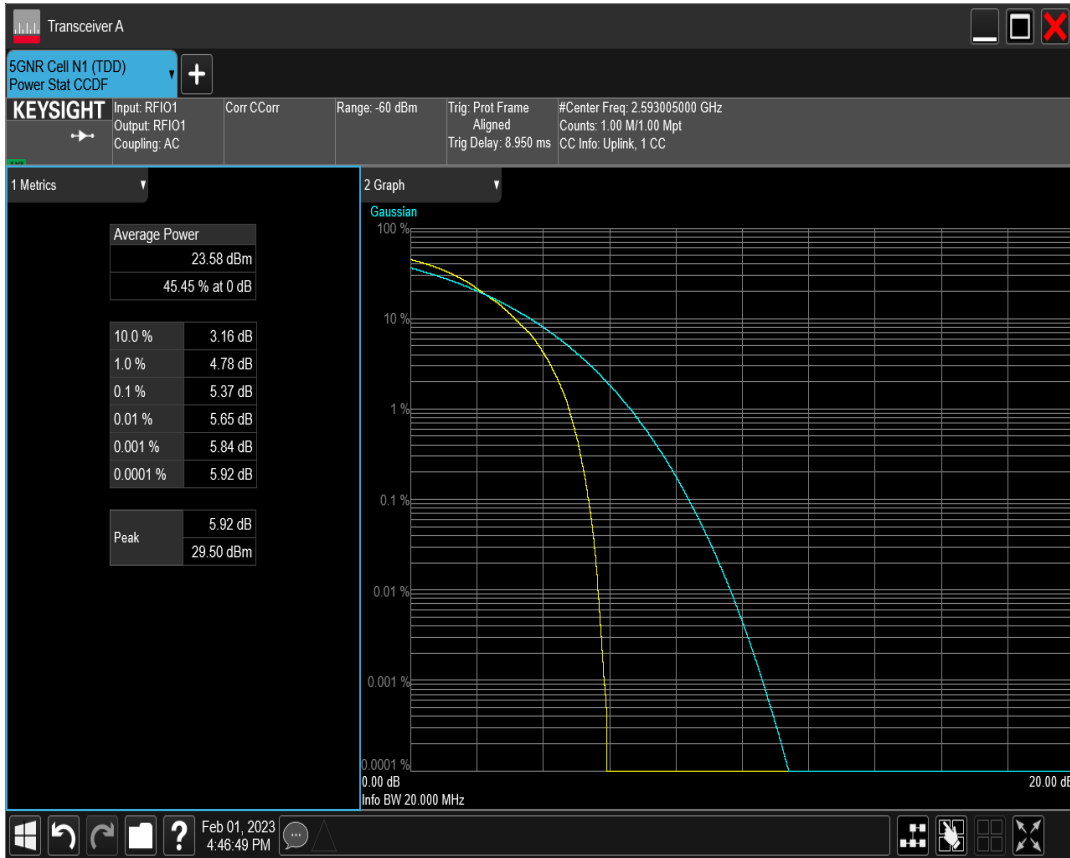 Transceiver A
5GNR Cell N1 (TDD)
Power Stat CCDF
+
KEYSIGHT
Input: RFIO1
Output: RFIO1
Coupling: AC
Corr CCorr
Range: -60 dBm
Trig: Prot Frame
Aligned
Trig Delay: 8.950 ms
#Center Freq: 2.593005000 GHz
Counts: 1.00 M/1.00 Mpt
CC Info: Uplink, 1 CC
1 Metrics
Average Power
23.58 dBm
45.45 % at 0 dB
10.0 % 3.16 dB
1.0 % 4.78 dB
0.1 % 5.37 dB
0.01 % 5.65 dB
0.001 % 5.84 dB
0.0001 % 5.92 dB
Peak
5.92 dB
29.50 dBm
2 Graph
Gaussian
100 %
10 %
1 %
0.1 %
0.01 %
0.001 %
0.0001 %
0.00 dB
20.00 dB
Info BW 20.000 MHz
?
Feb 01, 2023
4:46:49 PM